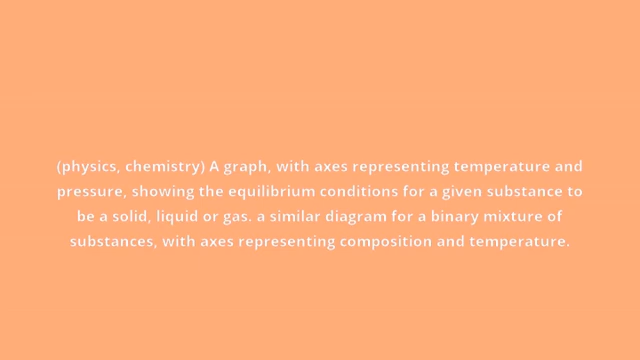 (physics, chemistry) A graph, with axes representing temperature and
pressure, showing the equilibrium conditions for a given substance to
be a solid, liquid or gas. a similar diagram for a binary mixture of
substances, with axes representing composition and temperature.